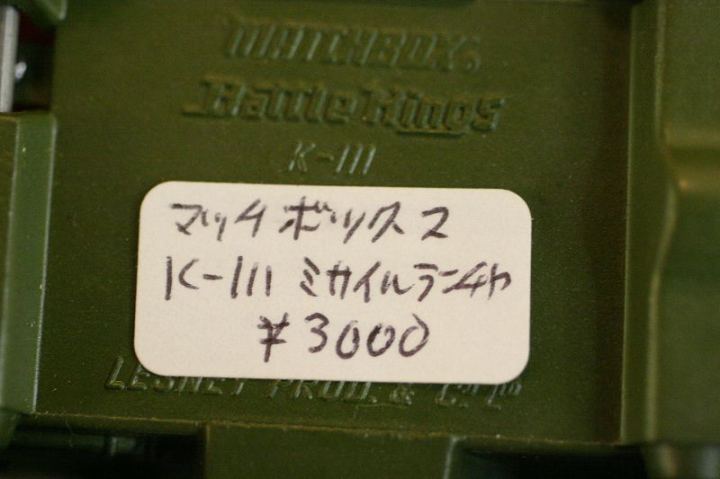 MATCHBOX
Battle Kings
K-111
マッチボックス
K-111 ミサイルランチャ
¥3000
LESNEY PROD. & Co. LTD